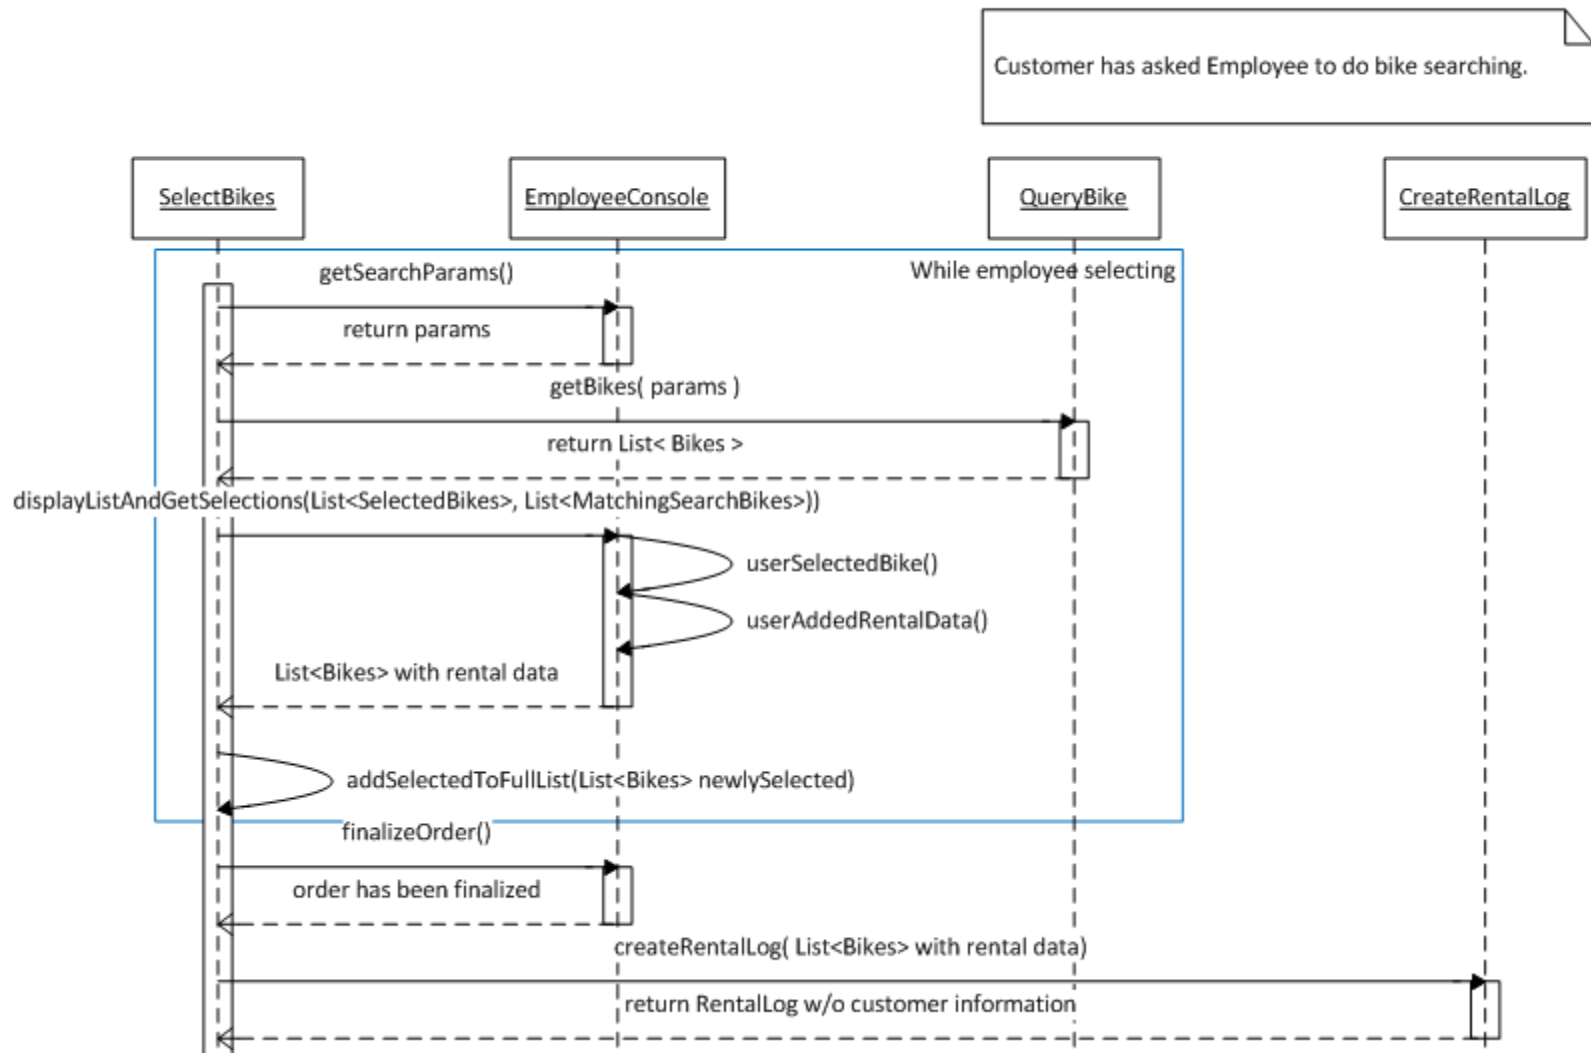 Customer has asked Employee to do bike searching.
SelectBikes
EmployeeConsole
QueryBike
CreateRentalLog
getSearchParams()
While employee selecting
return params
getBikes( params )
return List< Bikes >
displayListAndGetSelections(List<SelectedBikes>, List<MatchingSearchBikes>))
userSelectedBike()
userAddedRentalData()
List<Bikes> with rental data
addSelectedToFullList(List<Bikes> newlySelected)
finalizeOrder()
order has been finalized
createRentalLog( List<Bikes> with rental data)
return RentalLog w/o customer information